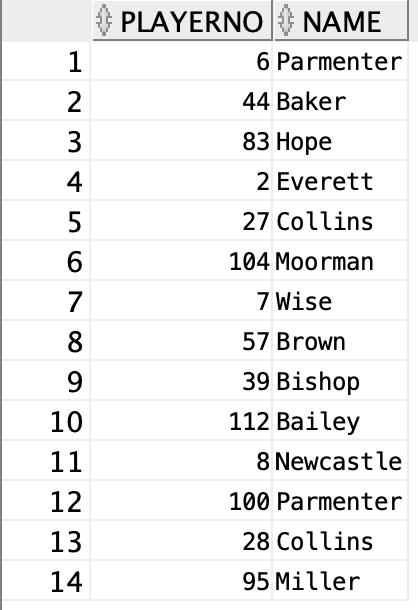 PLAYERNO NAME
1 6 Parmenter
2 44 Baker
3 83 Hope
4 2 Everett
5 27 Collins
6 104 Moorman
7 7 Wise
8 57 Brown
9 39 Bishop
10 112 Bailey
11 8 Newcastle
12 100 Parmenter
13 28 Collins
14 95 Miller